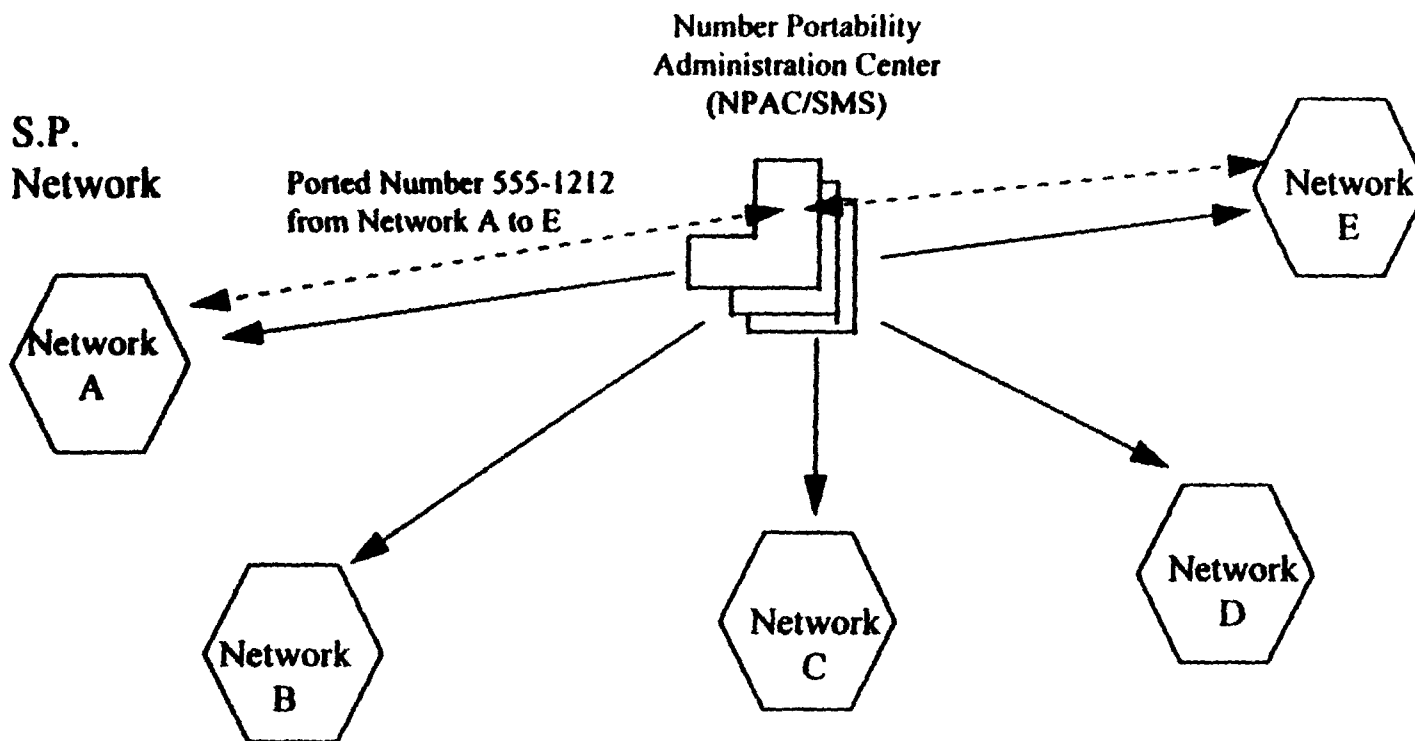 Number Portability
Administration Center
(NPAC/SMS)
S.P.
Network
Ported Number 555-1212
from Network A to E
Network
E
Network
A
Network
D
Network
C
Network
B